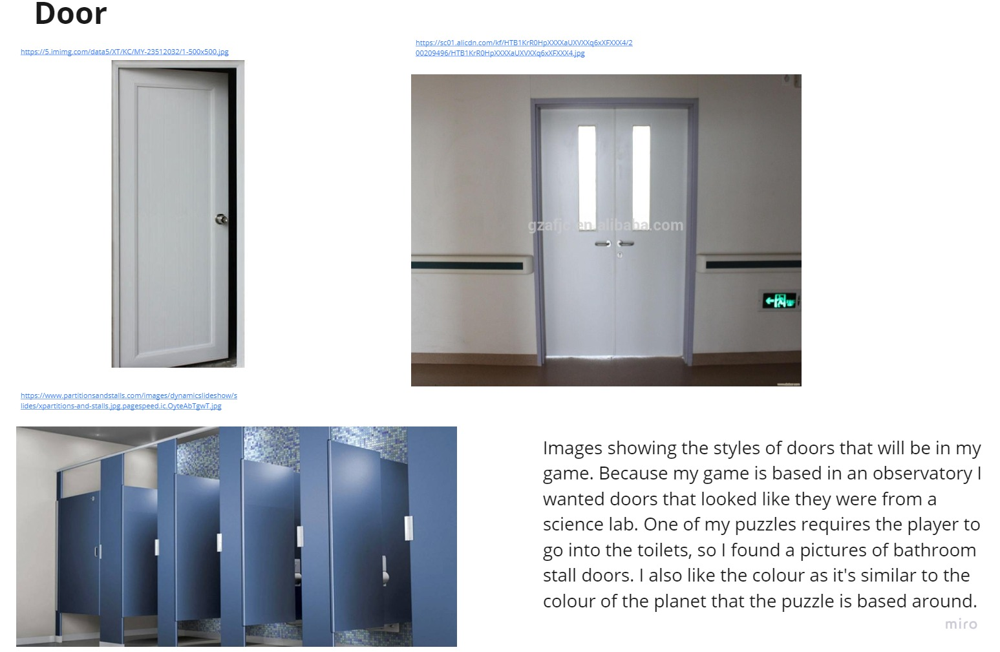 Door
https://5.imimg.com/data5/XT/KC/MY-23512032/1-500x500.jpg
https://sc01.alicdn.com/kf/HTB1KrR0HpXXXXaUXVXXq6xXFXXX4/2
00209496/HTB1KrR0HpXXXXaUXVXXq6xXFXXX4.jpg
gzafjc.en.alibaba.com
https://www.partitionsandstalls.com/images/dynamicslideshow/s
lides/xpartitions-and-stalls.jpg.pagespeed.ic.OyteAbTgwT.jpg
Images showing the styles of doors that will be in my
game. Because my game is based in an observatory I
wanted doors that looked like they were from a
science lab. One of my puzzles requires the player to
go into the toilets, so I found a pictures of bathroom
stall doors. I also like the colour as it's similar to the
colour of the planet that the puzzle is based around.
miro